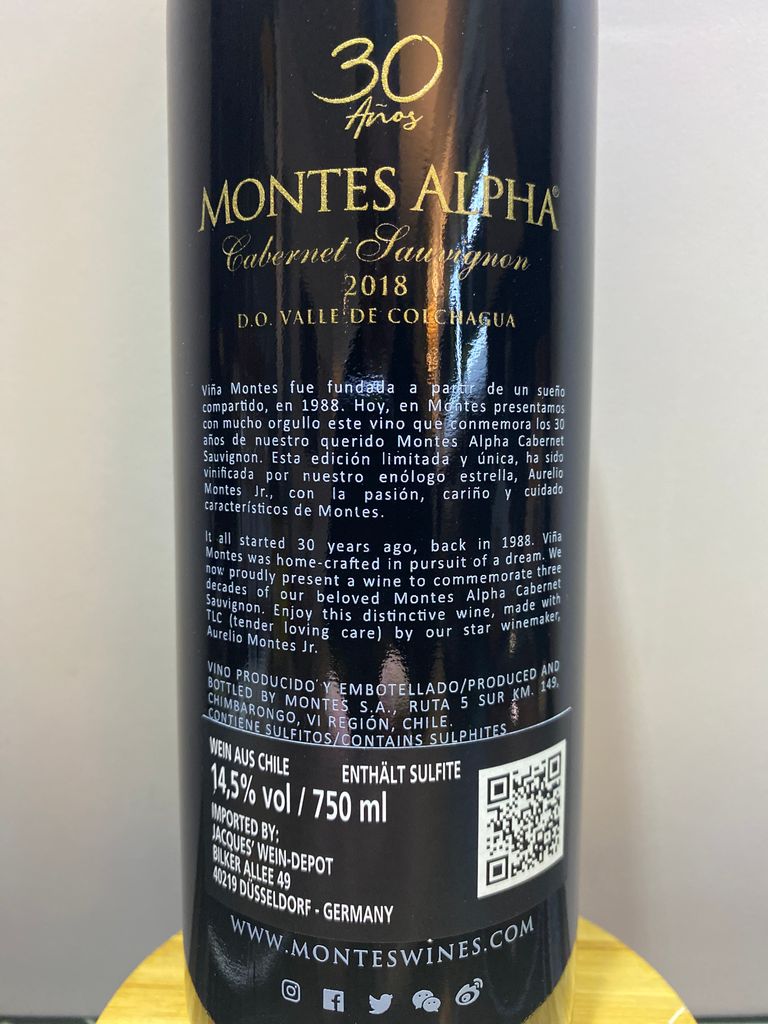 30
Años
MONTES ALPHA®
Cabernet Sauvignon
2018
D.O. VALLE DE COLCHAGUA
Viña Montes fue fundada a partir de un sueño
compartido, en 1988. Hoy, en Montes presentamos
con mucho orgullo este vino que conmemora los 30
años de nuestro querido Montes Alpha Cabernet
Sauvignon. Esta edición limitada y única, ha sido
vinificada por nuestro enólogo estrella, Aurelio
Montes Jr., con la pasión, cariño y cuidado
característicos de Montes.
It all started 30 years ago, back in 1988. Viña
Montes was home-crafted in pursuit of a dream. We
now proudly present a wine to commemorate three
decades of our beloved Montes Alpha Cabernet
Sauvignon. Enjoy this distinctive wine, made with
TLC (tender loving care) by our star winemaker,
Aurelio Montes Jr.
VINO PRODUCIDO Y EMBOTELLADO/PRODUCED AND
BOTTLED BY MONTES S.A., RUTA 5 SUR KM. 149,
CHIMBARONGO, VI REGIÓN, CHILE.
CONTIENE SULFITOS/CONTAINS SULPHITES
WEIN AUS CHILE ENTHÄLT SULFITE
14,5% vol / 750 ml
IMPORTED BY:
JACQUES' WEIN-DEPOT
BILKER ALLEE 49
40219 DÜSSELDORF - GERMANY
WWW.MONTESWINES.COM